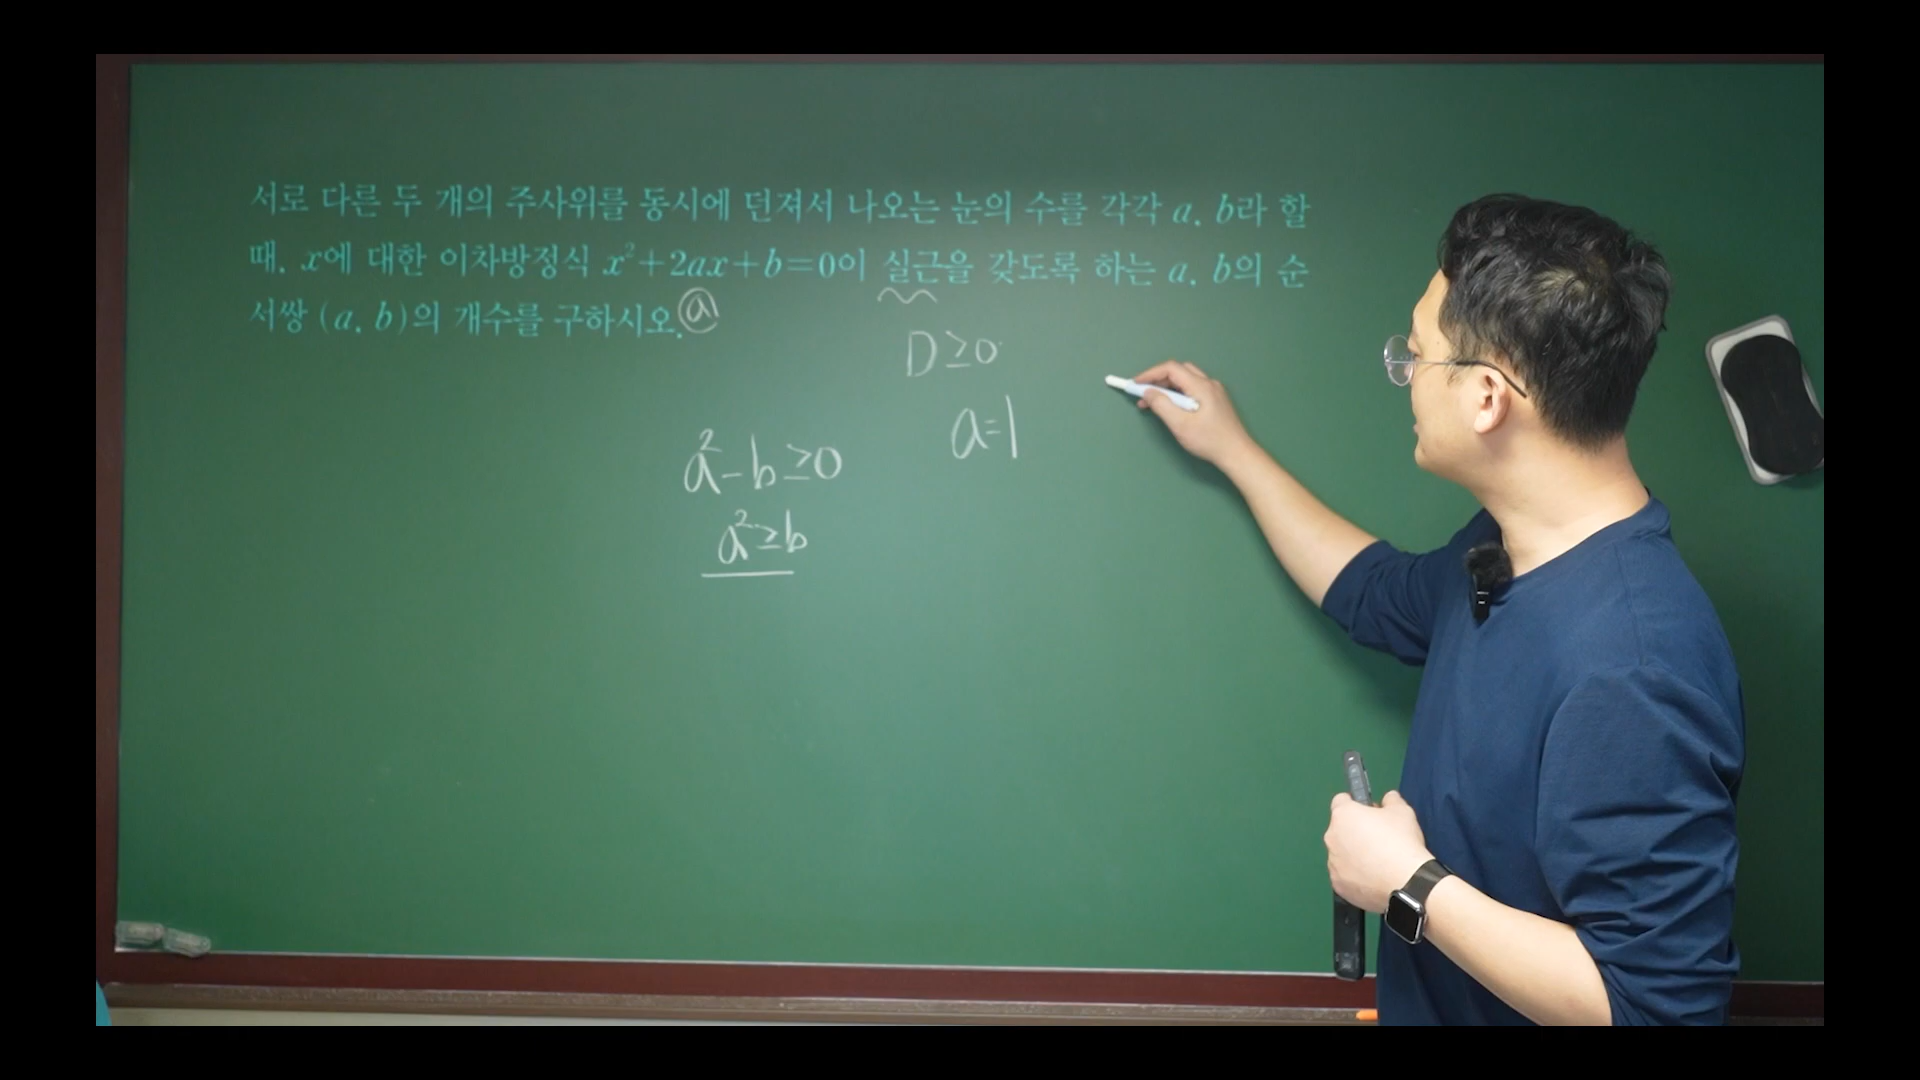 서로 다른 두 개의 주사위를 동시에 던져서 나오는 눈의 수를 각각 a, b라 할
때, x에 대한 이차방정식 x²+2ax+b=0이 실근을 갖도록 하는 a, b의 순
서쌍 (a, b)의 개수를 구하시오.
a
D≥0
a=1
a²-b≥0
a²≥b